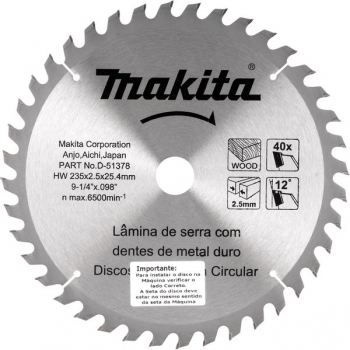 makita
Makita Corporation
Anjo,Aichi,Japan
PART No.D-51378
HW 235x2.5x25.4mm
9-1/4"x.098"
n max.6500min⁻¹
WOOD
40x
2.5mm
12°
Lâmina de serra com
dentes de metal duro
Discos Circular
Importante:
Para instalar o disco na
Máquina verificar o
lado Correto.
A seta do disco deve
estar no mesmo sentido
da seta da Máquina